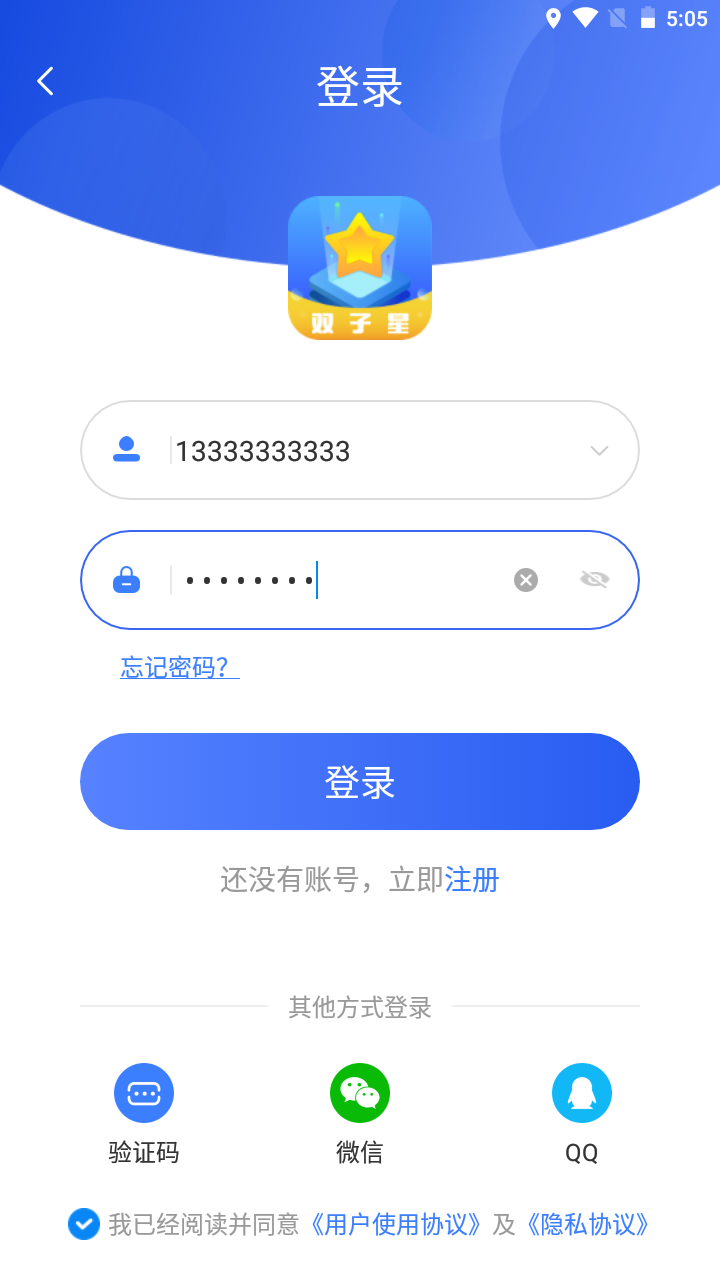 5:05
登录
双子星
13333333333
••••••••
忘记密码?
登录
还没有账号，立即注册
其他方式登录
验证码 微信 QQ
我已经阅读并同意《用户使用协议》及《隐私协议》